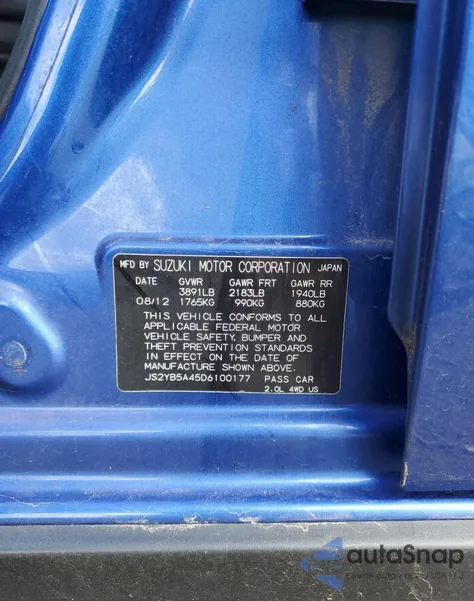 MFD BY SUZUKI MOTOR CORPORATION JAPAN
DATE GVWR GAWR FRT GAWR RR
3891LB 2183LB 1940LB
08/12 1765KG 990KG 880KG
THIS VEHICLE CONFORMS TO ALL
APPLICABLE FEDERAL MOTOR
VEHICLE SAFETY, BUMPER AND
THEFT PREVENTION STANDARDS
IN EFFECT ON THE DATE OF
MANUFACTURE SHOWN ABOVE.
JS2YB5A45D6100177 PASS CAR
2.0L 4WD US
autoSnap